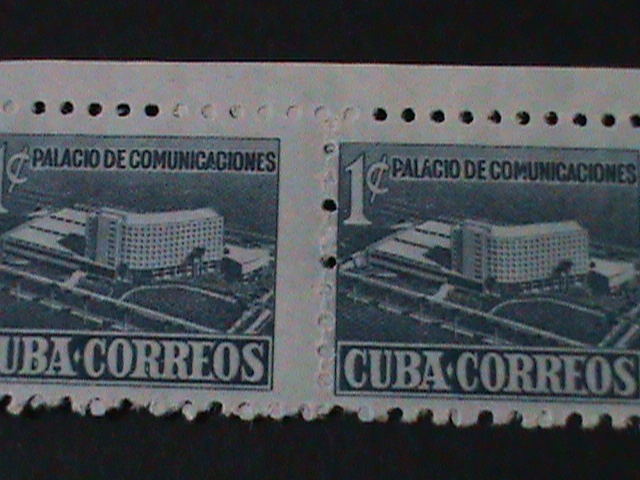 1¢ PALACIO DE COMUNICACIONES
CUBA·CORREOS
1¢ PALACIO DE COMUNICACIONES
CUBA·CORREOS